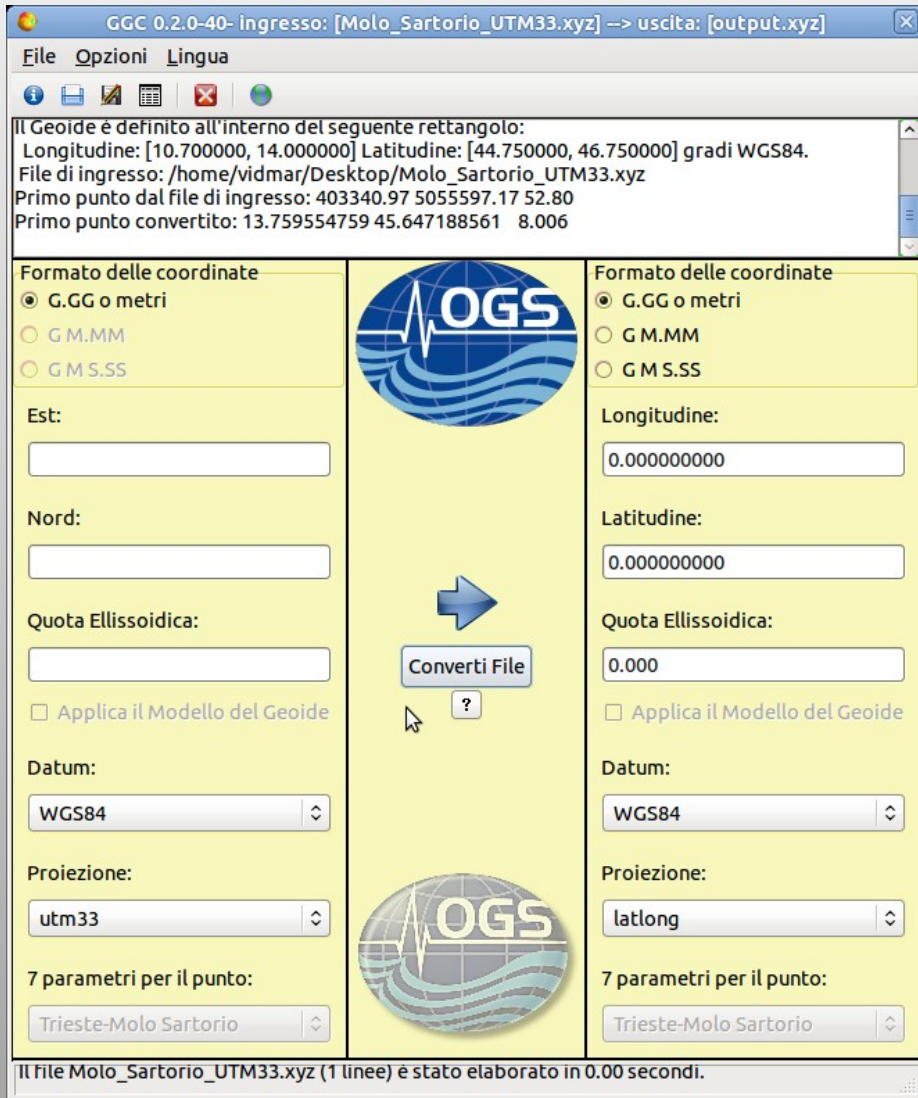 GGC 0.2.0-40- ingresso: [Molo_Sartorio_UTM33.xyz] --> uscita: [output.xyz]
File Opzioni Lingua
Il Geoide è definito all'interno del seguente rettangolo:
Longitudine: [10.700000, 14.000000] Latitudine: [44.750000, 46.750000] gradi WGS84.
File di ingresso: /home/vidmar/Desktop/Molo_Sartorio_UTM33.xyz
Primo punto dal file di ingresso: 403340.97 5055597.17 52.80
Primo punto convertito: 13.759554759 45.647188561 8.006
Formato delle coordinate
G.GG o metri
G M.MM
G M S.SS
Est:
Nord:
Quota Ellissoidica:
Applica il Modello del Geoide
Datum:
WGS84
Proiezione:
utm33
7 parametri per il punto:
Trieste-Molo Sartorio
OGS
Converti File
?
OGS
Formato delle coordinate
G.GG o metri
G M.MM
G M S.SS
Longitudine:
0.000000000
Latitudine:
0.000000000
Quota Ellissoidica:
0.000
Applica il Modello del Geoide
Datum:
WGS84
Proiezione:
latlong
7 parametri per il punto:
Trieste-Molo Sartorio
Il file Molo_Sartorio_UTM33.xyz (1 linee) è stato elaborato in 0.00 secondi.